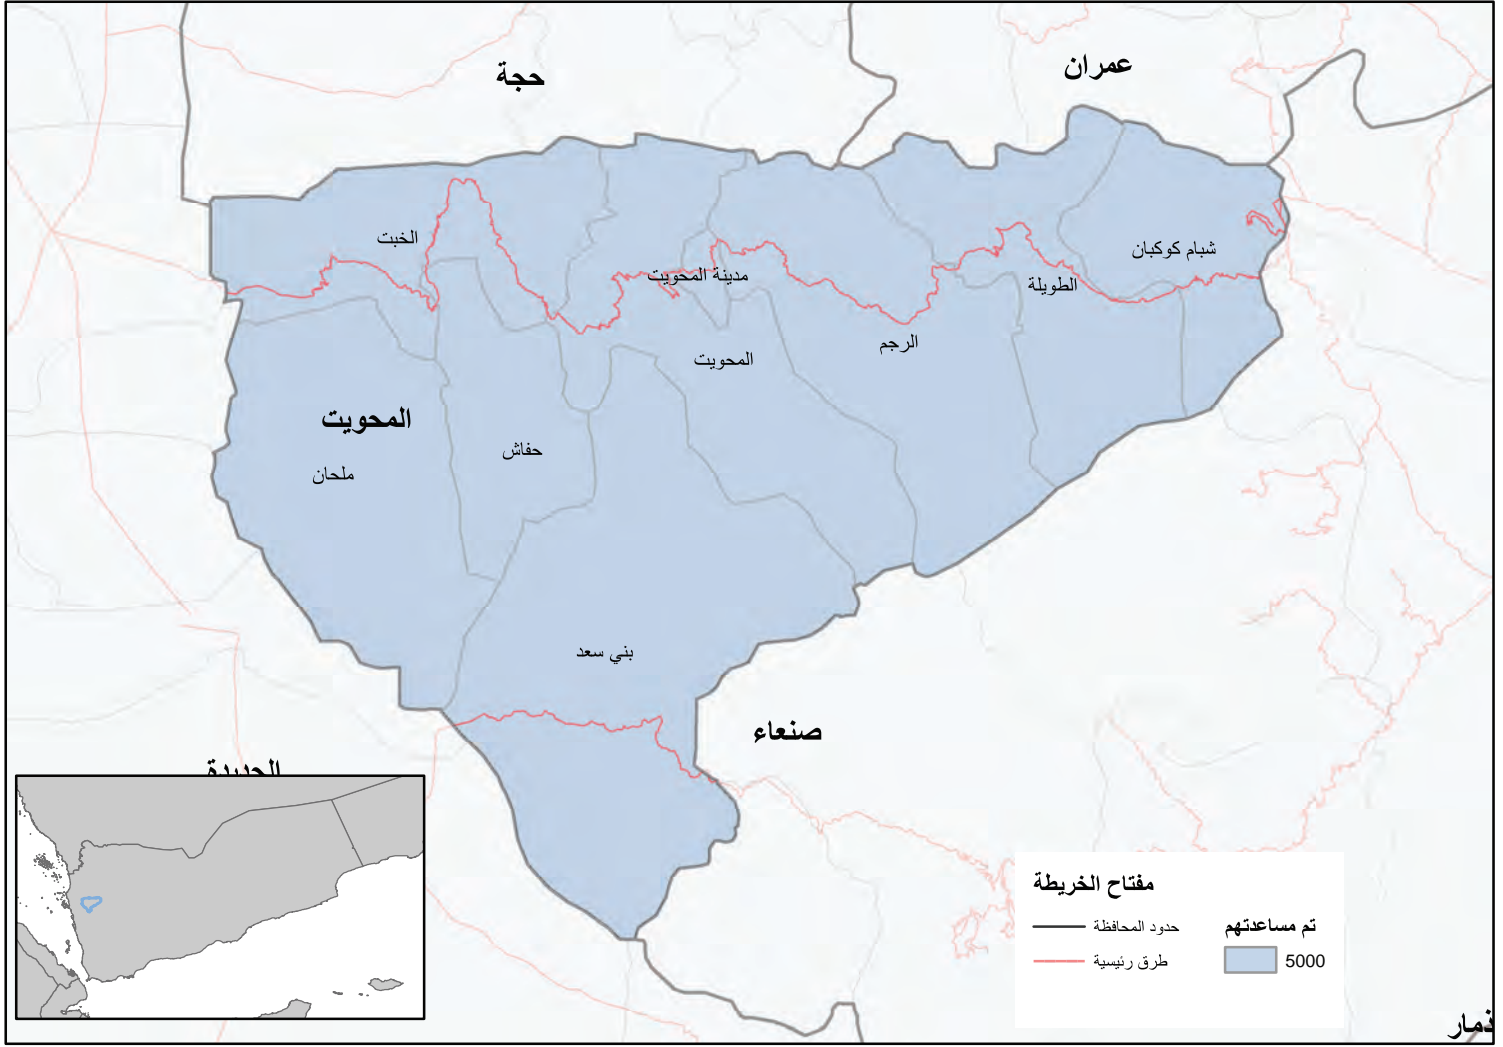 حجة
عمران
الخبت
شبام كوكبان
مدينة المحويت
الطويلة
الرجم
المحويت
المحويت
حفاش
ملحان
بني سعد
صنعاء
الحديدة
مفتاح الخريطة
تم مساعدتهم
حدود المحافظة
5000
طرق رئيسية
ذمار